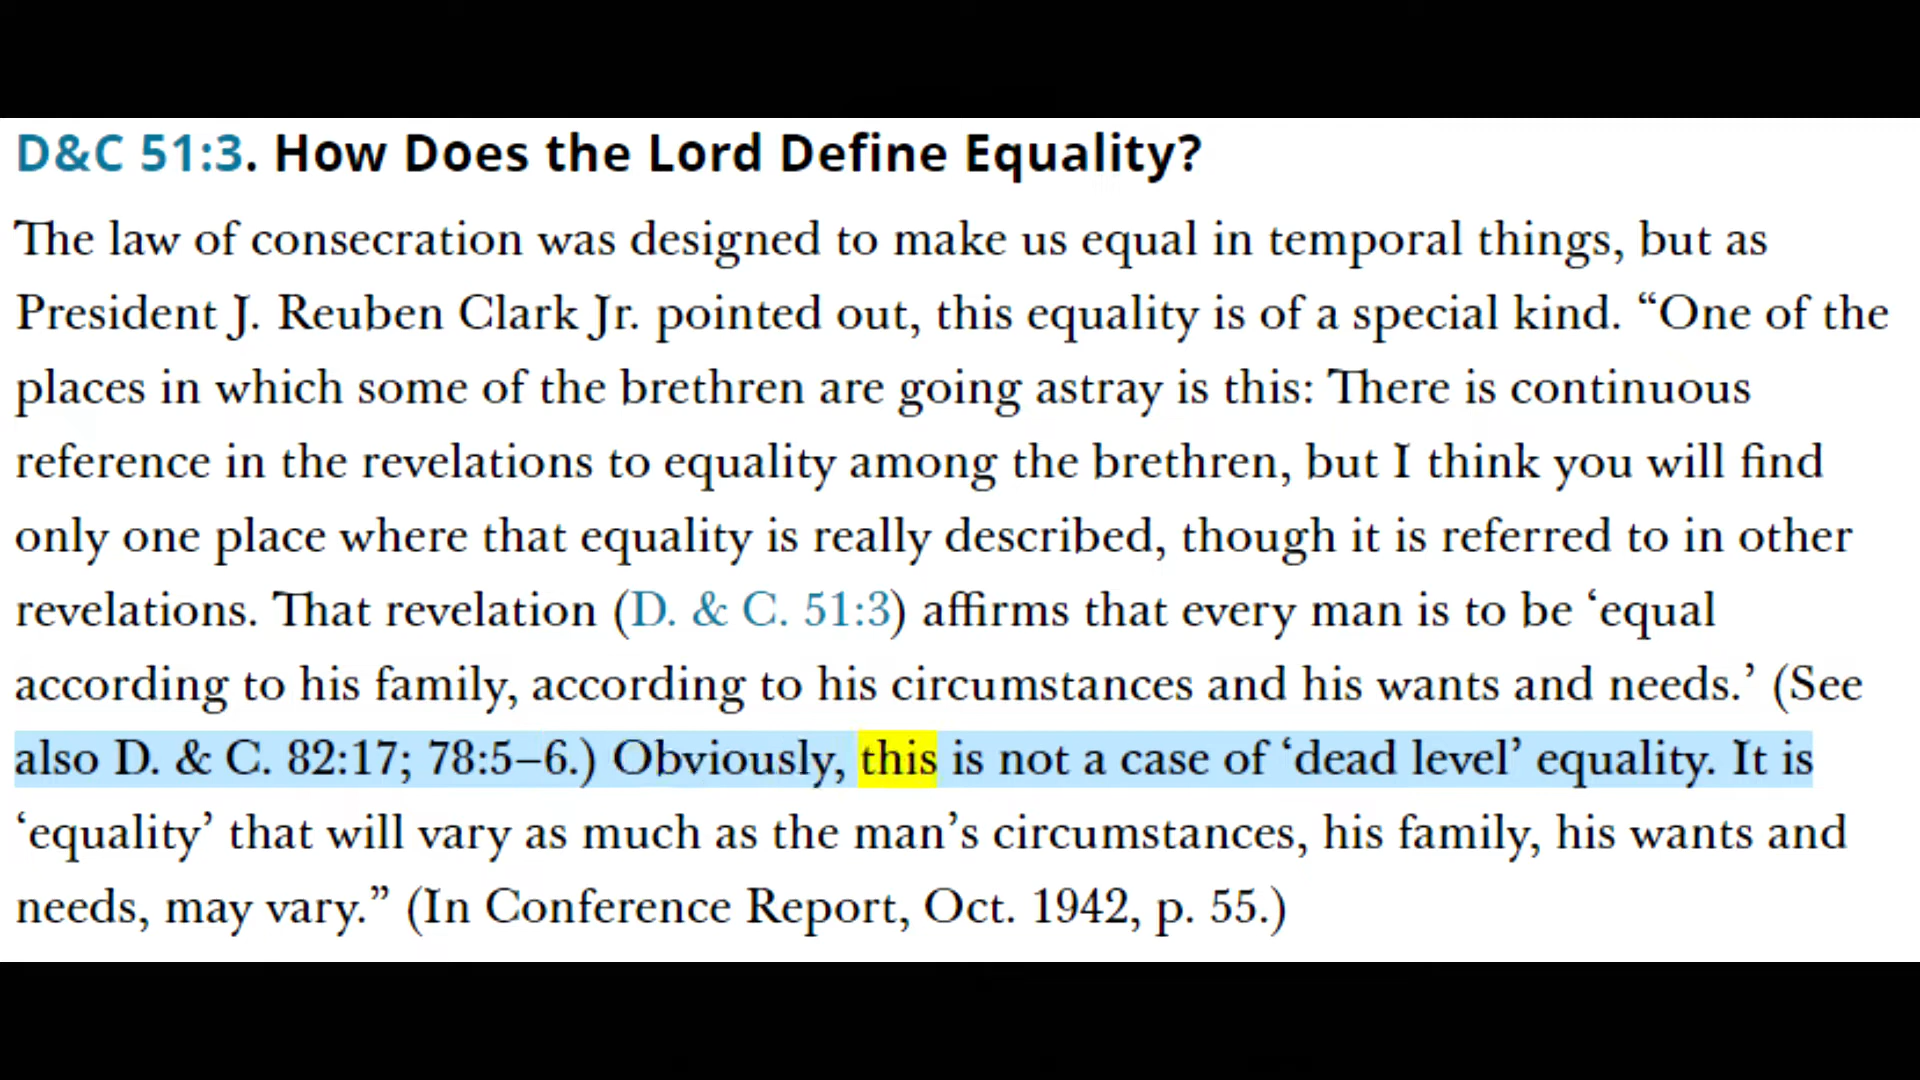 D&C 51:3. How Does the Lord Define Equality?
The law of consecration was designed to make us equal in temporal things, but as
President J. Reuben Clark Jr. pointed out, this equality is of a special kind. “One of the
places in which some of the brethren are going astray is this: There is continuous
reference in the revelations to equality among the brethren, but I think you will find
only one place where that equality is really described, though it is referred to in other
revelations. That revelation (D. & C. 51:3) affirms that every man is to be ‘equal
according to his family, according to his circumstances and his wants and needs.’ (See
also D. & C. 82:17; 78:5–6.) Obviously, this is not a case of ‘dead level’ equality. It is
‘equality’ that will vary as much as the man’s circumstances, his family, his wants and
needs, may vary.” (In Conference Report, Oct. 1942, p. 55.)